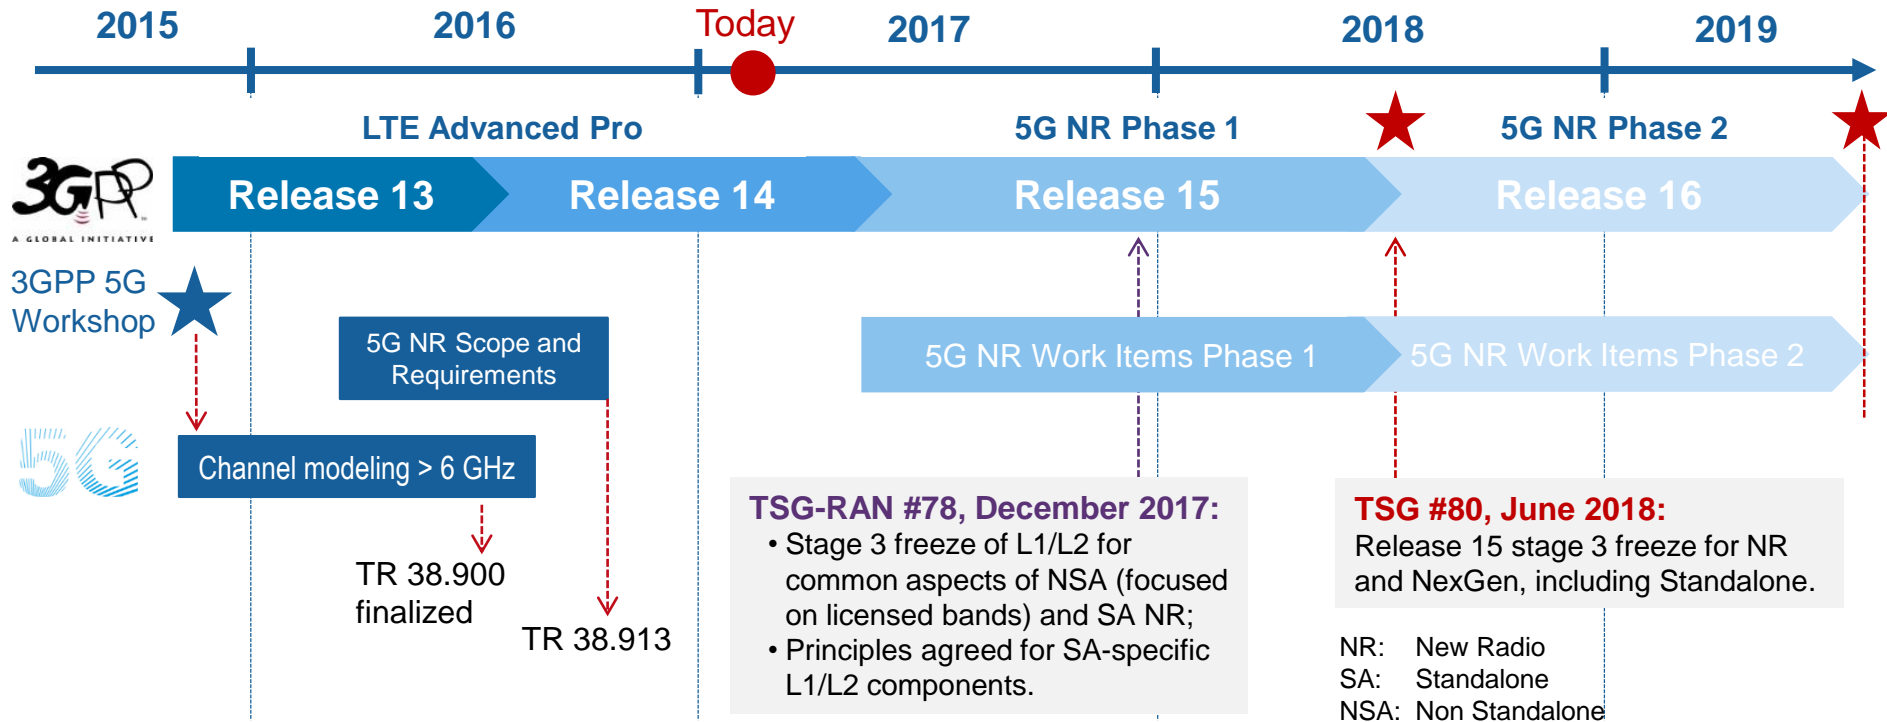 2015 2016 Today 2017 2018 2019
LTE Advanced Pro 5G NR Phase 1 5G NR Phase 2
3GPP
TM
A GLOBAL INITIATIVE
Release 13 Release 14 Release 15 Release 16
3GPP 5G
Workshop
5G NR Scope and
Requirements
5G NR Work Items Phase 1 5G NR Work Items Phase 2
5G
Channel modeling > 6 GHz
TR 38.900
finalized
TR 38.913
TSG-RAN #78, December 2017:
• Stage 3 freeze of L1/L2 for
common aspects of NSA (focused
on licensed bands) and SA NR;
• Principles agreed for SA-specific
L1/L2 components.
TSG #80, June 2018:
Release 15 stage 3 freeze for NR
and NexGen, including Standalone.
NR: New Radio
SA: Standalone
NSA: Non Standalone